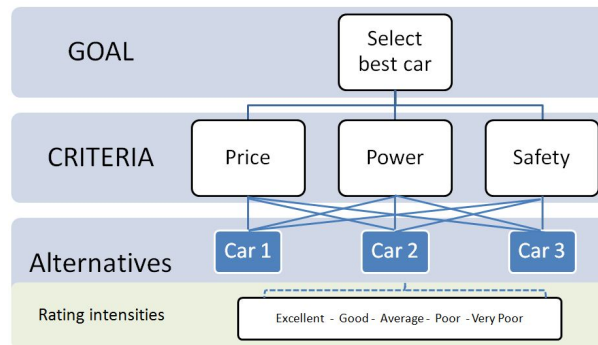 GOAL
Select
best car
CRITERIA
Price
Power
Safety
Alternatives
Car 1
Car 2
Car 3
Rating intensities
Excellent - Good - Average - Poor - Very Poor